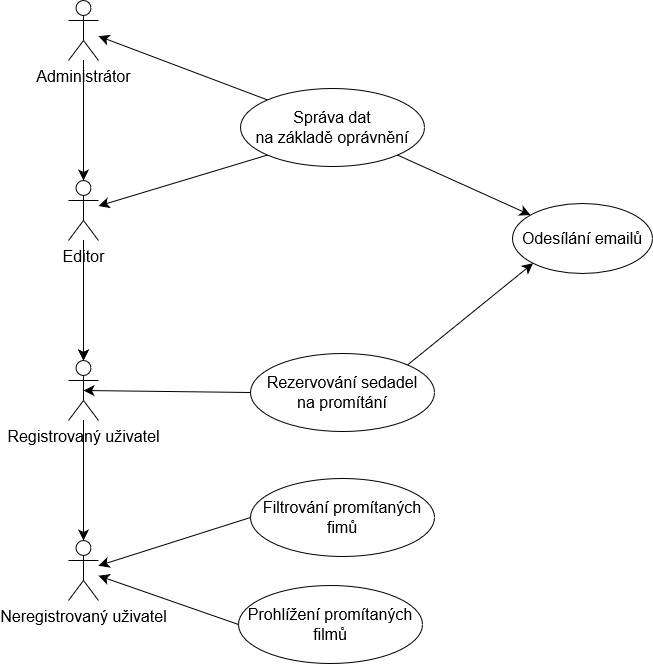 Administrátor
Správa dat
na základě oprávnění
Odesílání emailů
Editor
Rezervování sedadel
na promítání
Registrovaný uživatel
Filtrování promítaných
fimů
Neregistrovaný uživatel
Prohlížení promítaných
filmů